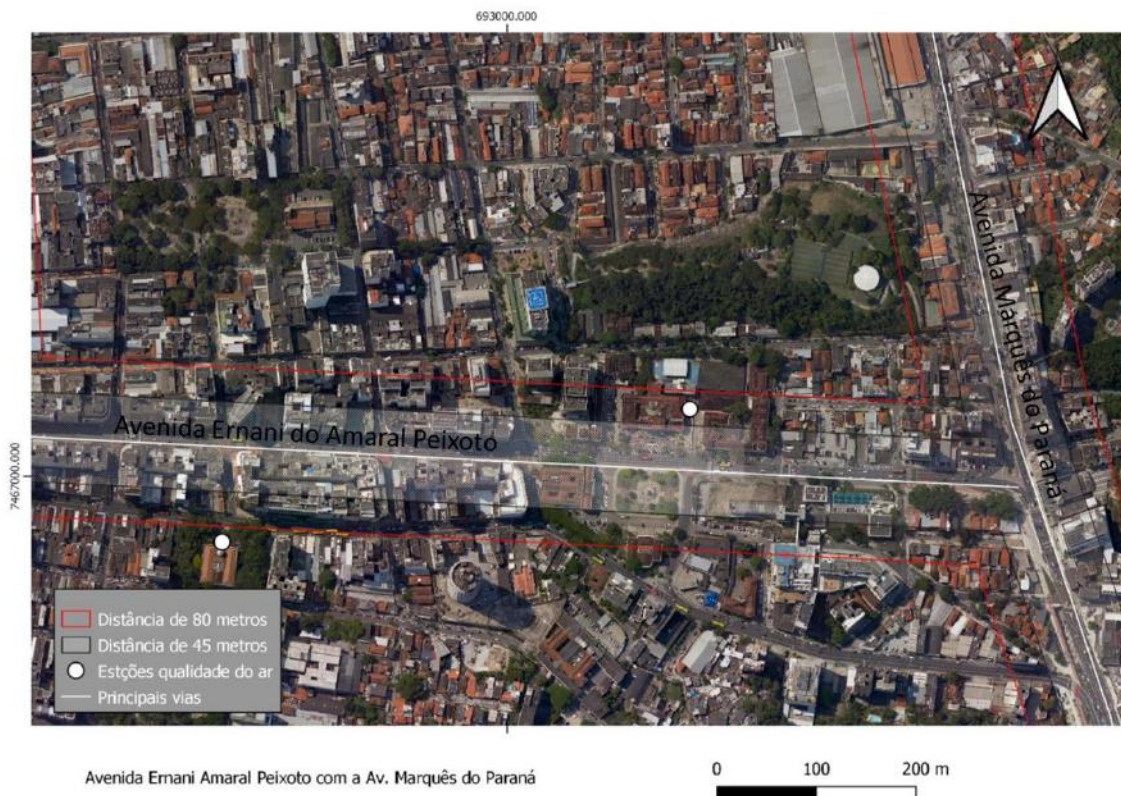 693000.000
Avenida Marquês do Paraná
Avenida Ernani do Amaral Peixoto
7467000.000
Distância de 80 metros
Distância de 45 metros
Estções qualidade do ar
Principais vias
Avenida Ernani Amaral Peixoto com a Av. Marquês do Paraná
0 100 200 m